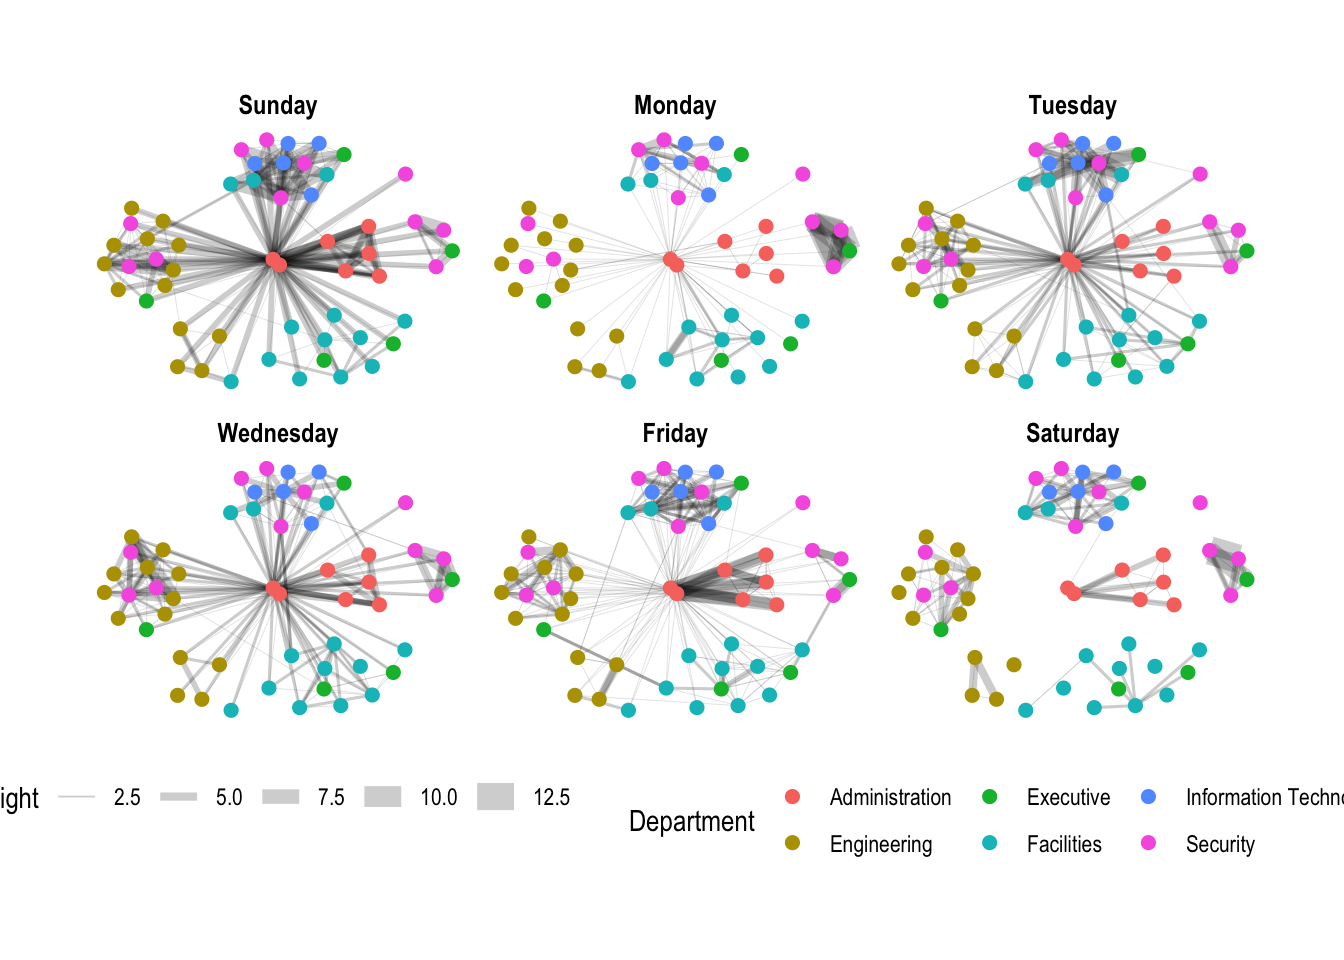 Sunday Monday Tuesday
Wednesday Friday Saturday
ight 2.5 5.0 7.5 10.0 12.5
Department
Administration Executive Information Techno
Engineering Facilities Security